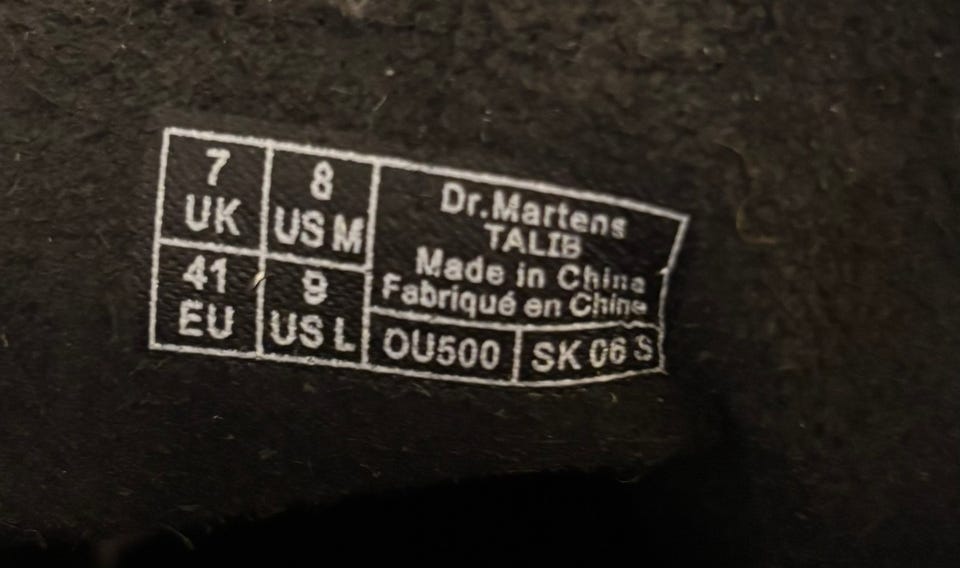 7
UK
8
US M
41
EU
9
US L
Dr.Martens
TALIB
Made in China
Fabriqué en Chine
OU500
SK 06 S